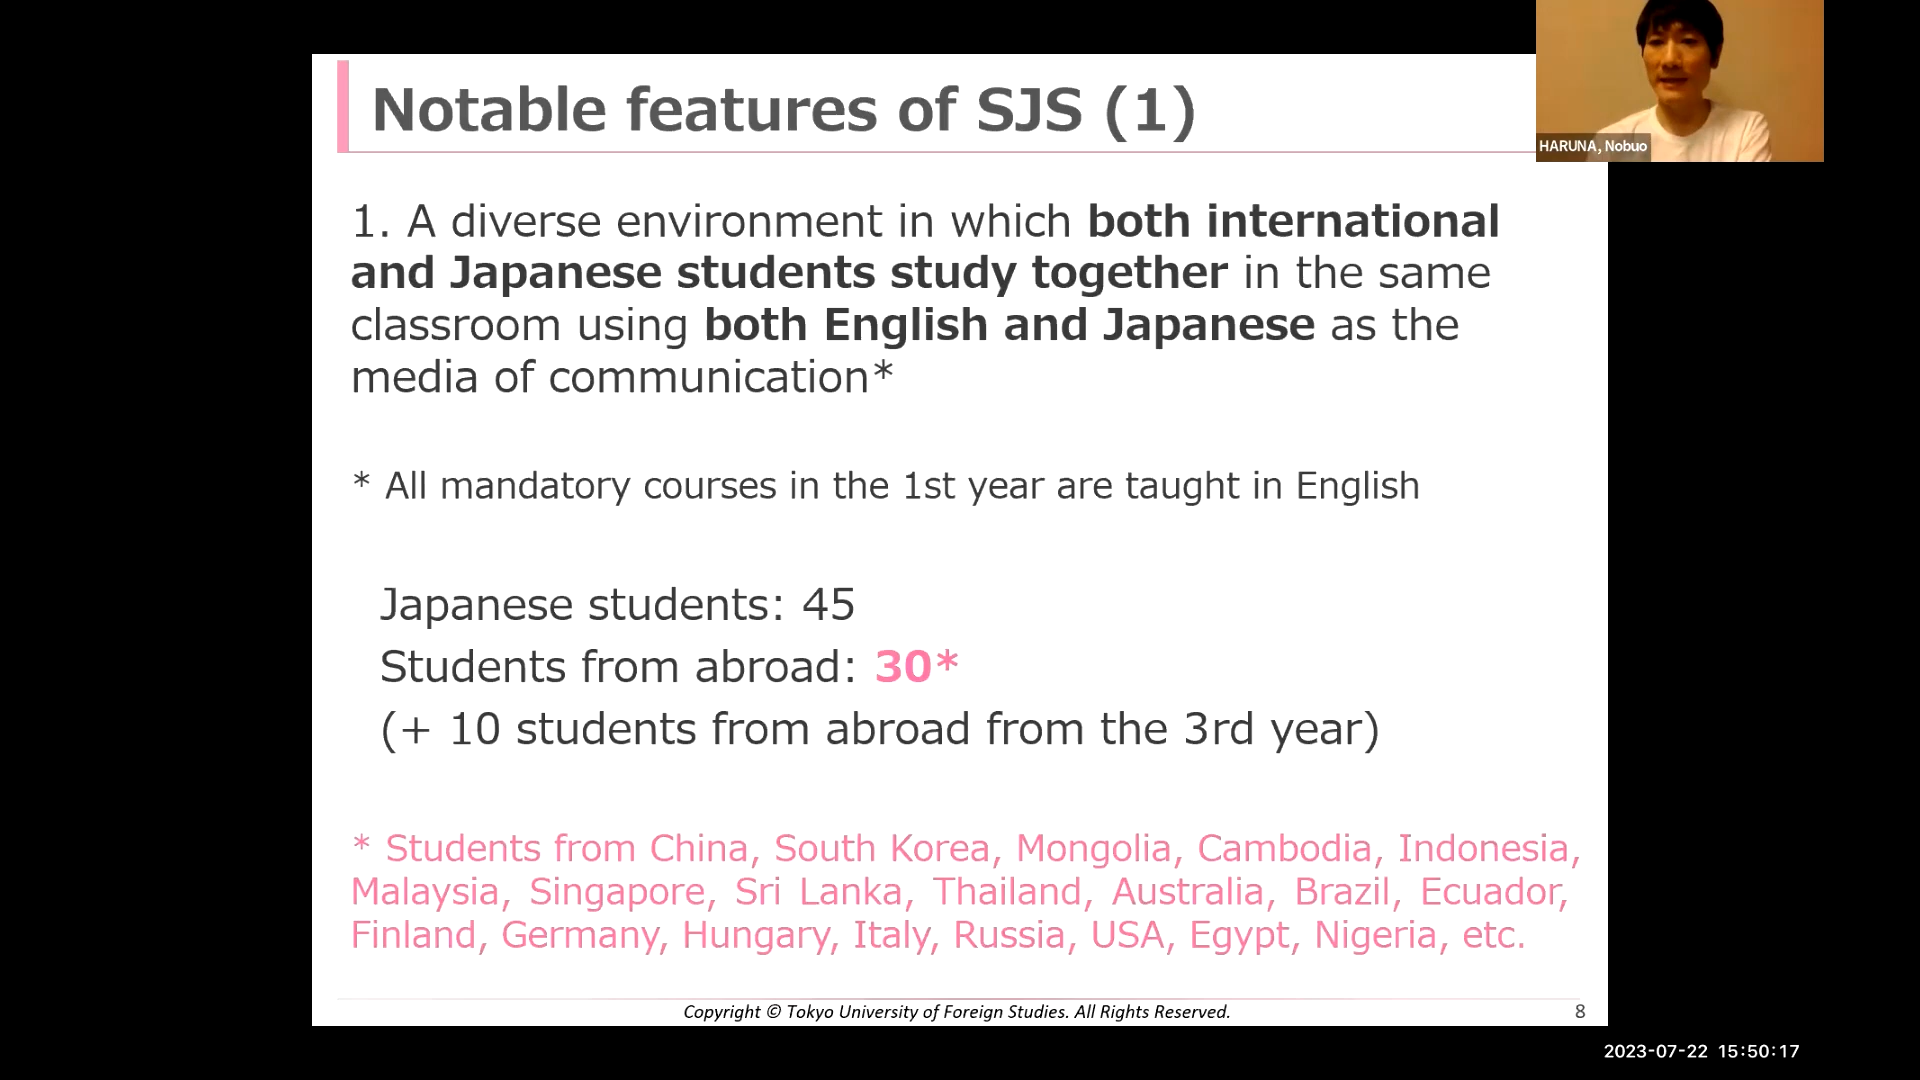 Notable features of SJS (1)
HARUNA, Nobuo
1. A diverse environment in which both international
and Japanese students study together in the same
classroom using both English and Japanese as the
media of communication*
* All mandatory courses in the 1st year are taught in English
Japanese students: 45
Students from abroad: 30*
(+ 10 students from abroad from the 3rd year)
* Students from China, South Korea, Mongolia, Cambodia, Indonesia,
Malaysia, Singapore, Sri Lanka, Thailand, Australia, Brazil, Ecuador,
Finland, Germany, Hungary, Italy, Russia, USA, Egypt, Nigeria, etc.
Copyright © Tokyo University of Foreign Studies. All Rights Reserved.
8
2023-07-22 15:50:17